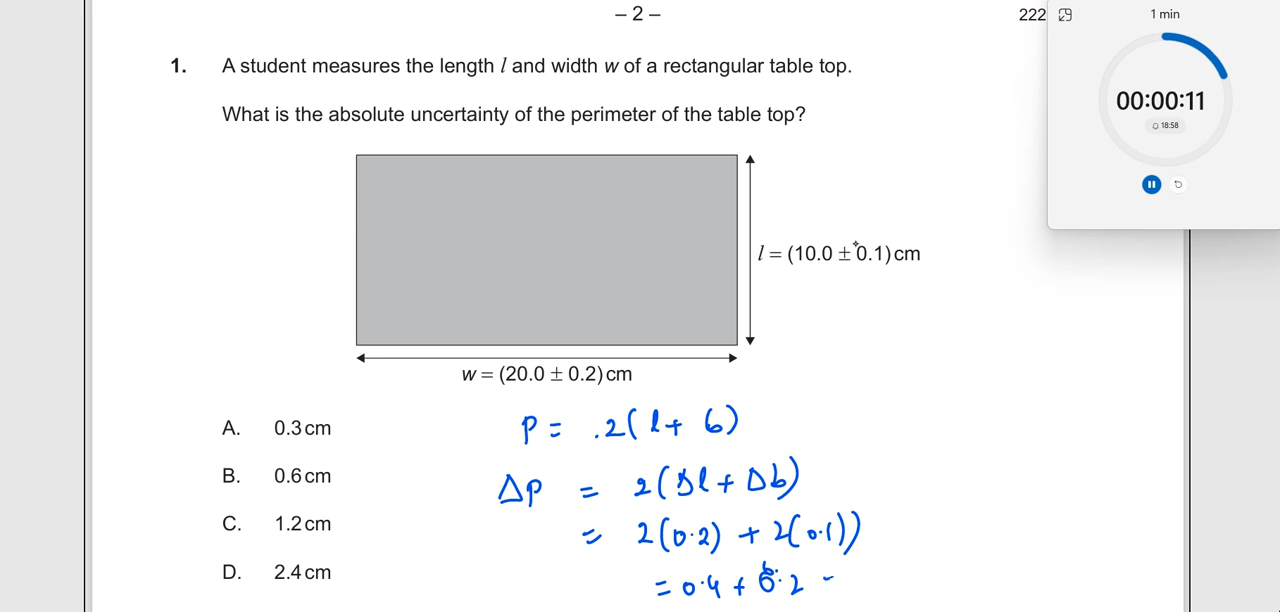 – 2 –
222
1 min
00:00:11
18:58
1. A student measures the length l and width w of a rectangular table top.
What is the absolute uncertainty of the perimeter of the table top?
l = (10.0 ± 0.1) cm
w = (20.0 ± 0.2) cm
A. 0.3 cm
B. 0.6 cm
C. 1.2 cm
D. 2.4 cm
P = .2(l + b)
Δp = 2(Δl + Δb)
= 2(0.2) + 2(0.1))
= 0.4 + 0.2 -